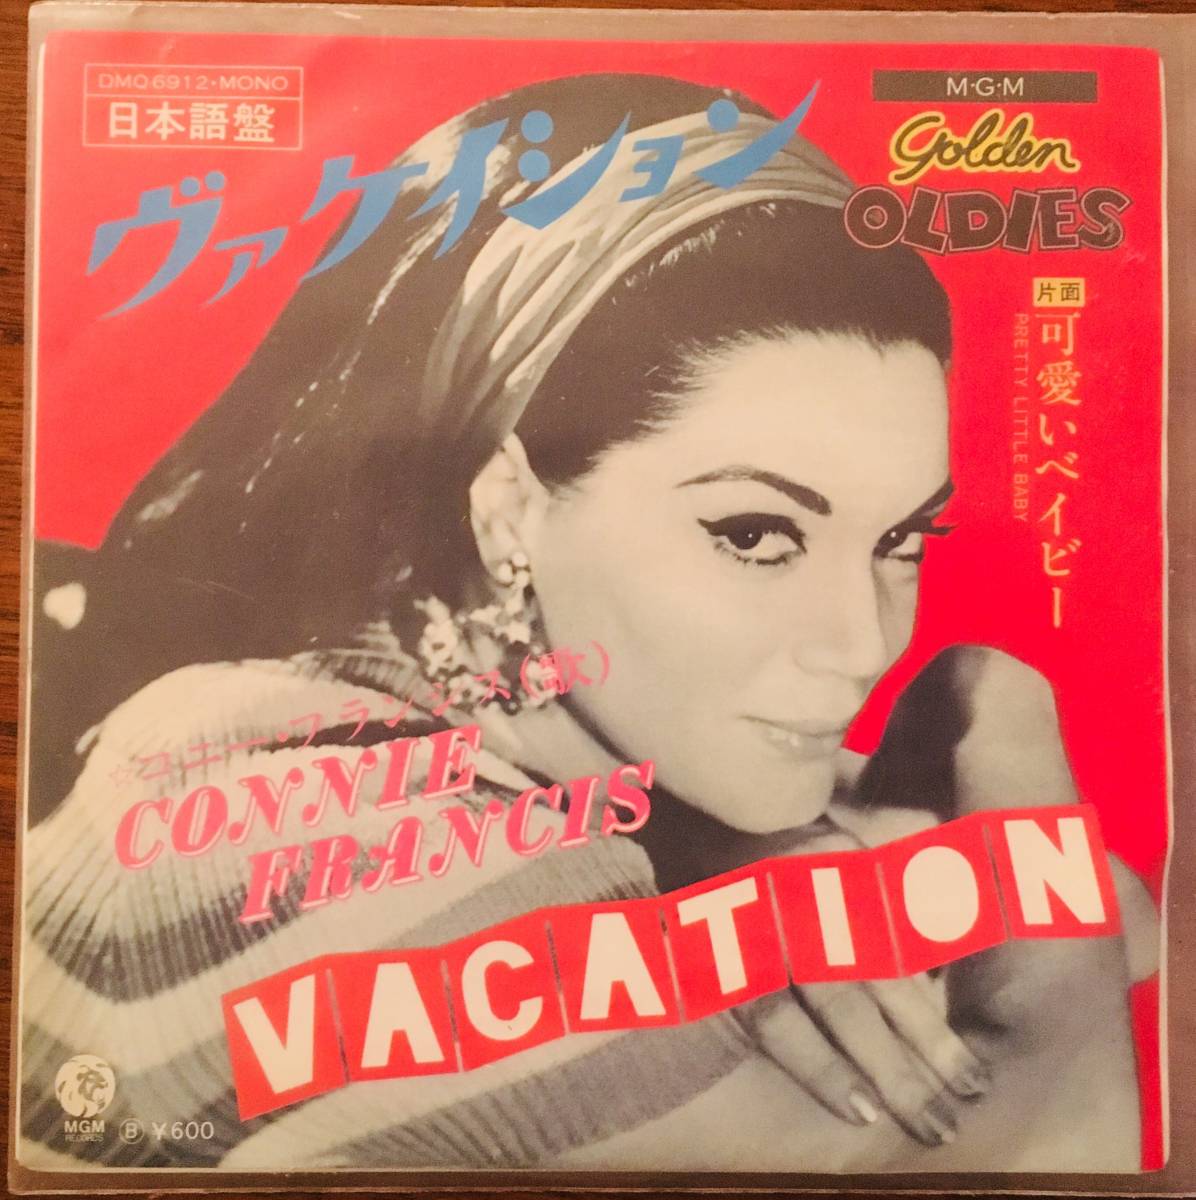 DMQ6912・MONO
日本語盤
ヴァケイション
M・G・M
Golden
OLDIES
片面
可愛いベイビー
PRETTY LITTLE BABY
☆コニー・フランシス(歌)
CONNIE
FRANCIS
VACATION
MGM
RECORDS
Ⓑ ¥600